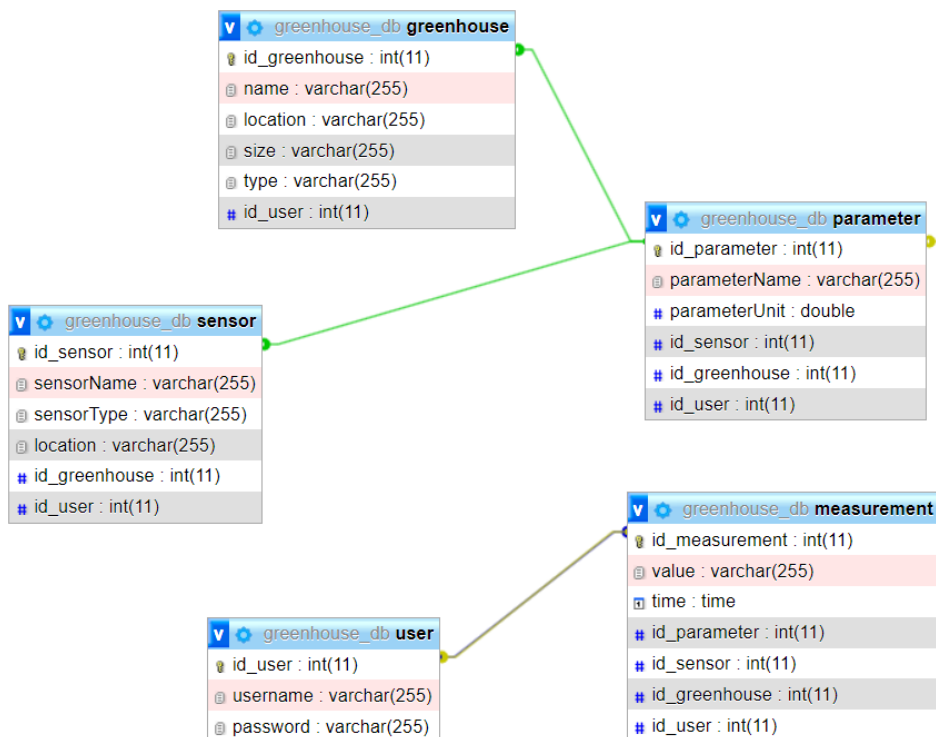 greenhouse_db greenhouse
id_greenhouse : int(11)
name : varchar(255)
location : varchar(255)
size : varchar(255)
type : varchar(255)
id_user : int(11)
greenhouse_db parameter
id_parameter : int(11)
parameterName : varchar(255)
parameterUnit : double
id_sensor : int(11)
id_greenhouse : int(11)
id_user : int(11)
greenhouse_db sensor
id_sensor : int(11)
sensorName : varchar(255)
sensorType : varchar(255)
location : varchar(255)
id_greenhouse : int(11)
id_user : int(11)
greenhouse_db measurement
id_measurement : int(11)
value : varchar(255)
time : time
id_parameter : int(11)
id_sensor : int(11)
id_greenhouse : int(11)
id_user : int(11)
greenhouse_db user
id_user : int(11)
username : varchar(255)
password : varchar(255)